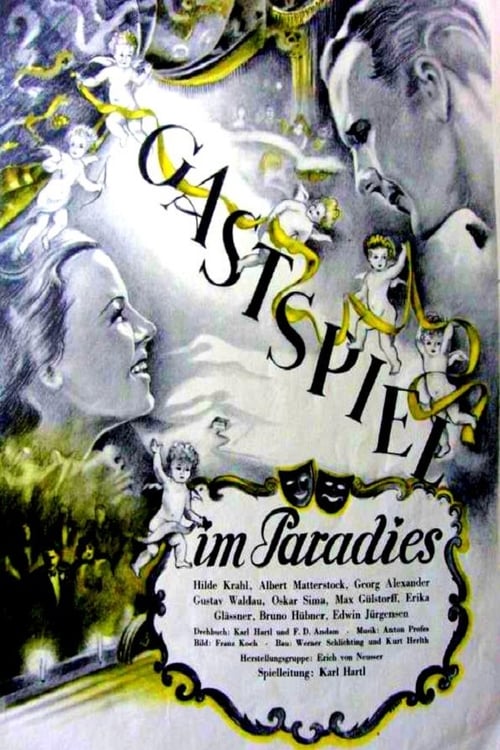 GASTSPIEL
im Paradies
Hilde Krahl, Albert Matterstock, Georg Alexander
Gustav Waldau, Oskar Sima, Max Gülstorff, Erika
Glässner, Bruno Hübner, Edwin Jürgensen
Drehbuch: Karl Hartl und F. D. Andam · Musik: Anton Profes
Bild: Franz Koch · Bau: Werner Schlichting und Kurt Herlth
Herstellungsgruppe: Erich von Neusser
Spielleitung: Karl Hartl